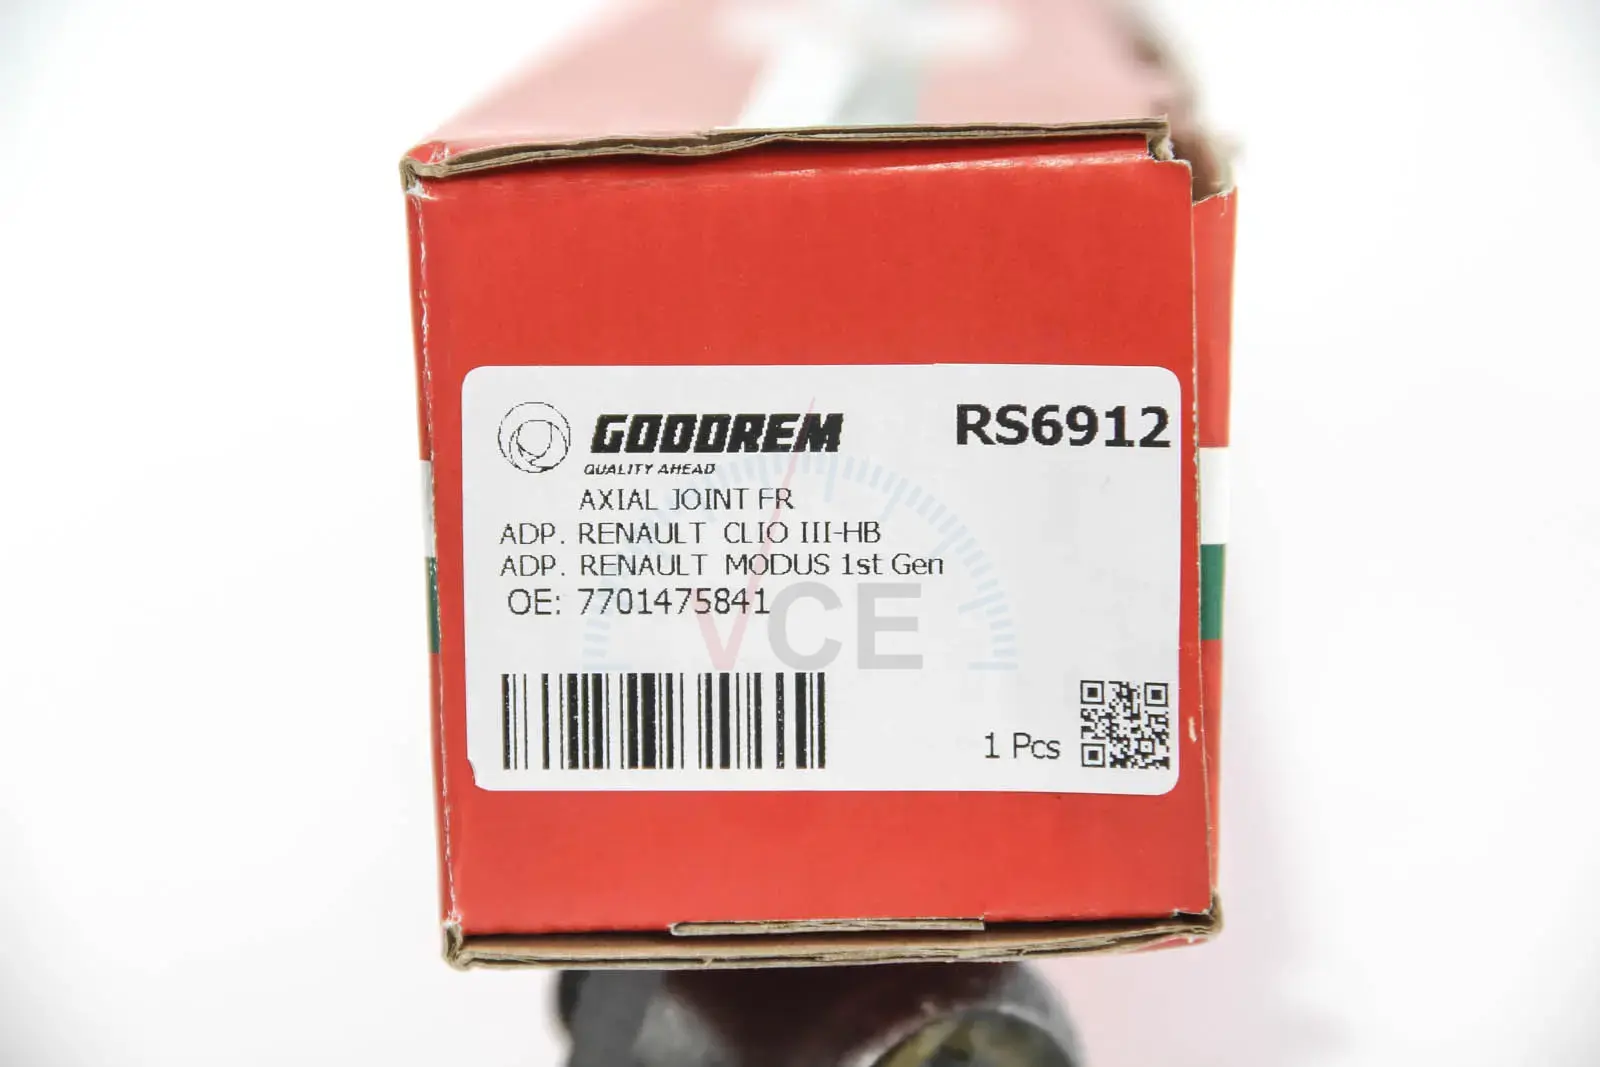 GOODREM
RS6912
QUALITY AHEAD
AXIAL JOINT FR
ADP. RENAULT CLIO III-HB
ADP. RENAULT MODUS 1st Gen
OE: 7701475841
VCE
1 Pcs